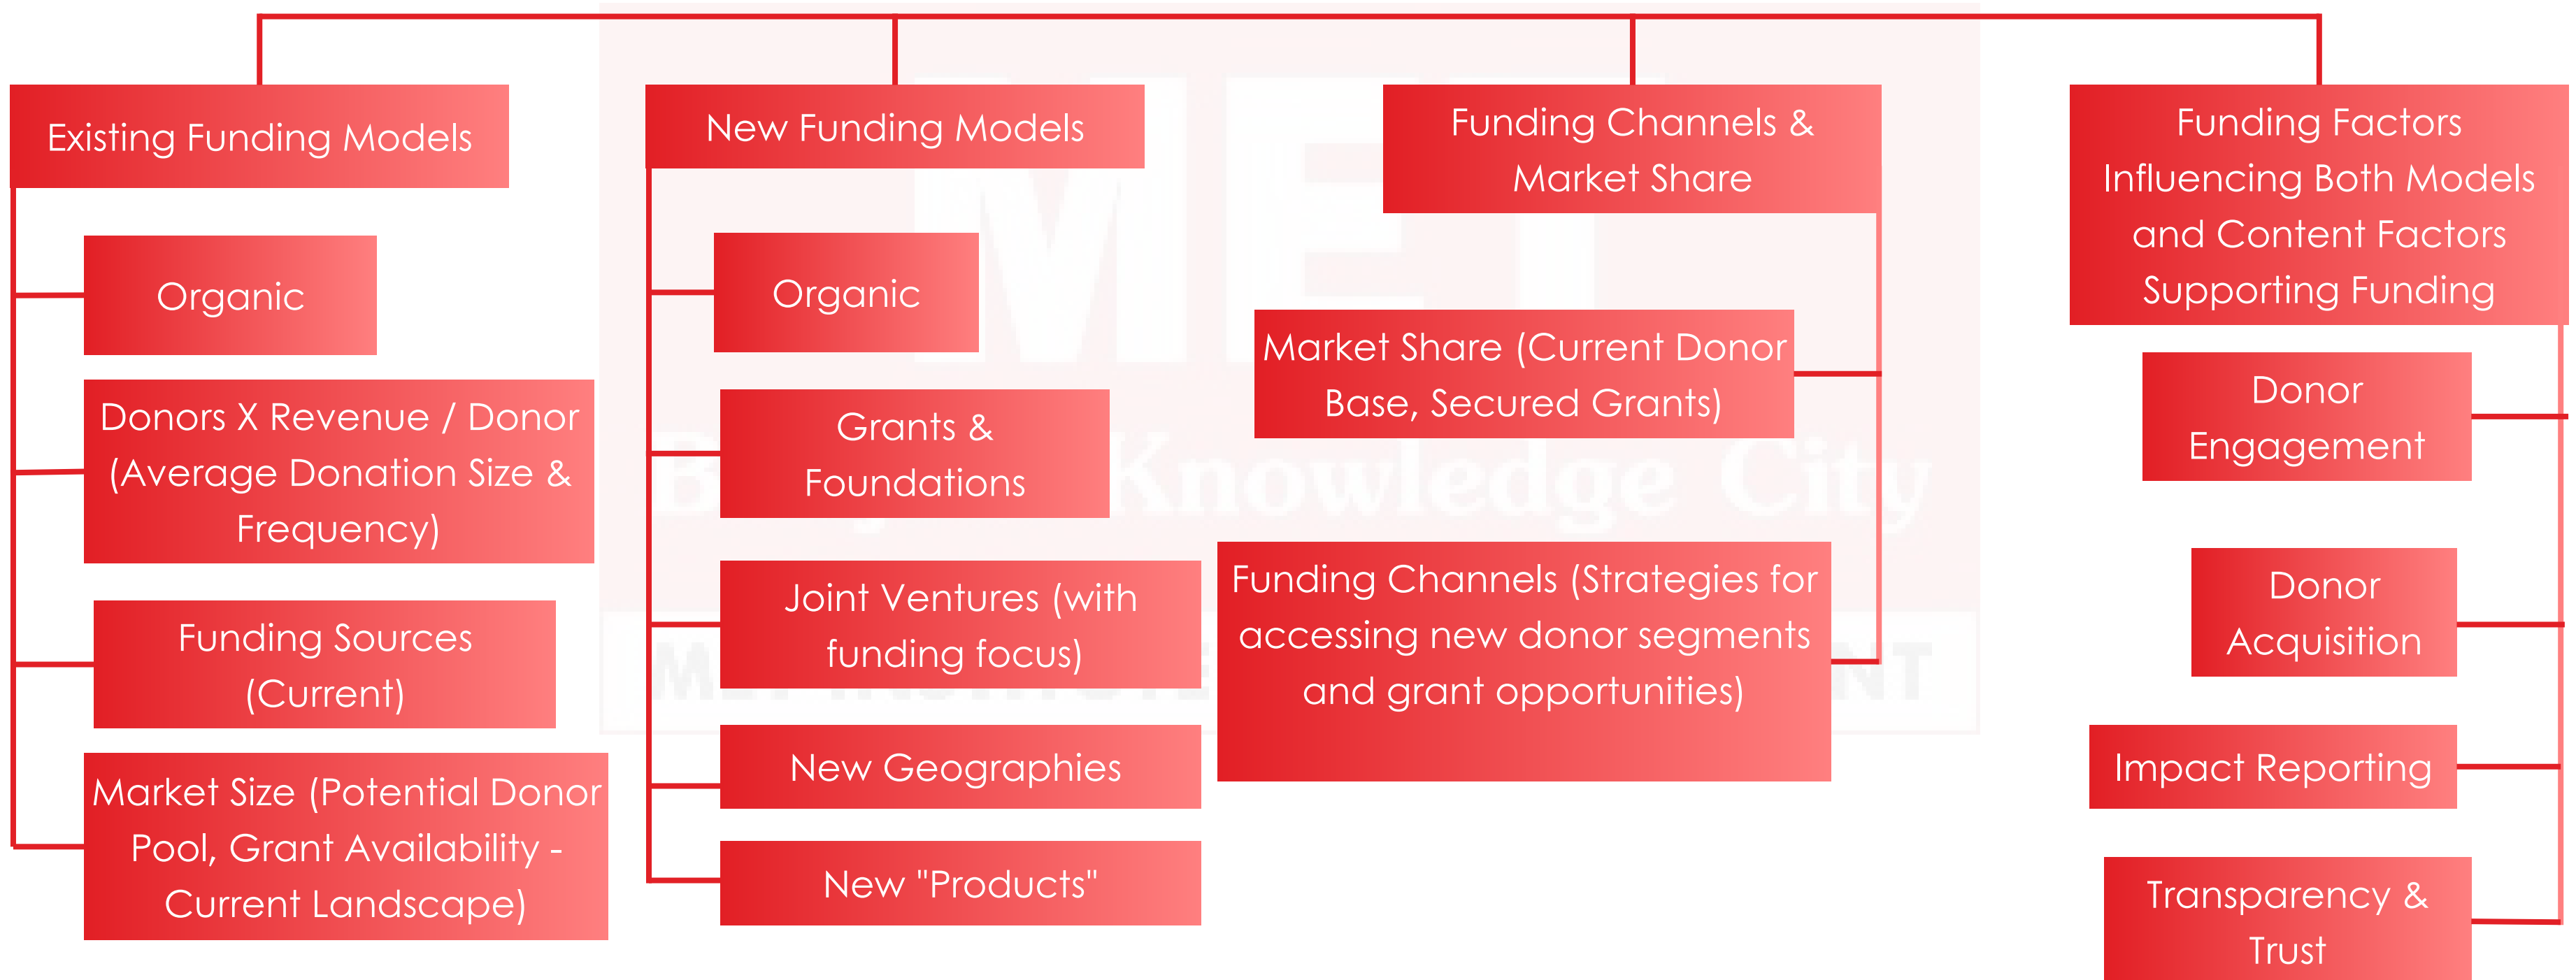 Existing Funding Models
Organic
Donors X Revenue / Donor
(Average Donation Size &
Frequency)
Funding Sources
(Current)
Market Size (Potential Donor
Pool, Grant Availability -
Current Landscape)
New Funding Models
Organic
Grants &
Foundations
Joint Ventures (with
funding focus)
New Geographies
New "Products"
Funding Channels &
Market Share
Market Share (Current Donor
Base, Secured Grants)
Funding Channels (Strategies for
accessing new donor segments
and grant opportunities)
Funding Factors
Influencing Both Models
and Content Factors
Supporting Funding
Donor
Engagement
Donor
Acquisition
Impact Reporting
Transparency &
Trust
MET
Knowledge City